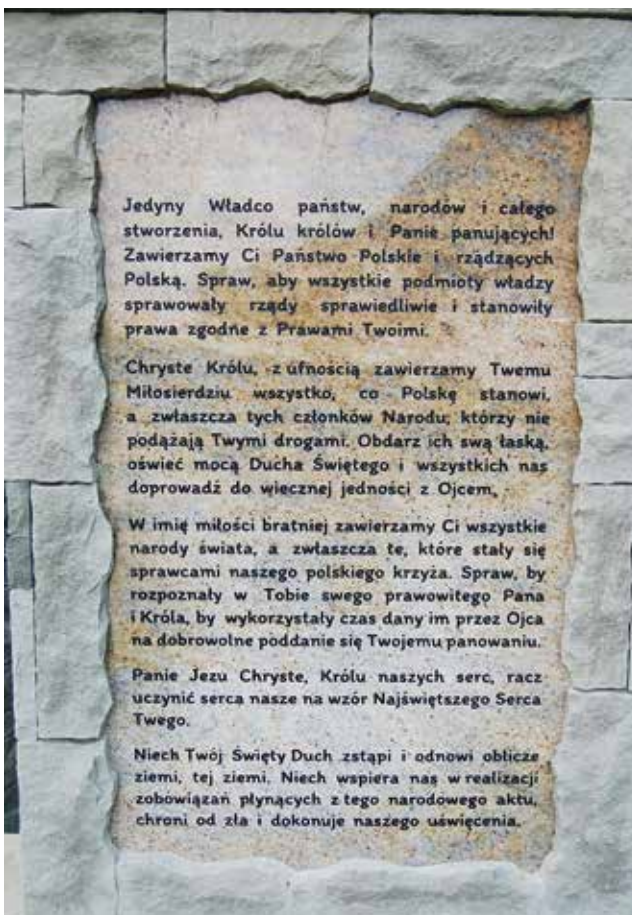 Jedyny Władco państw, narodów i całego
stworzenia, Królu królów i Panie panujących!
Zawierzamy Ci Państwo Polskie i rządzących
Polską. Spraw, aby wszystkie podmioty władzy
sprawowały rządy sprawiedliwie i stanowiły
prawa zgodne z Prawami Twoimi.
Chryste Królu, z ufnością zawierzamy Twemu
Miłosierdziu wszystko, co Polskę stanowi,
a zwłaszcza tych członków Narodu, którzy nie
podążają Twymi drogami. Obdarz ich swą łaską,
oświeć mocą Ducha Świętego i wszystkich nas
doprowadź do wiecznej jedności z Ojcem.
W imię miłości bratniej zawierzamy Ci wszystkie
narody świata, a zwłaszcza te, które stały się
sprawcami naszego polskiego krzyża. Spraw, by
rozpoznały w Tobie swego prawowitego Pana
i Króla, by wykorzystały czas dany im przez Ojca
na dobrowolne poddanie się Twojemu panowaniu.
Panie Jezu Chryste, Królu naszych serc, racz
uczynić serca nasze na wzór Najświętszego Serca
Twego.
Niech Twój Święty Duch zstąpi i odnowi oblicze
ziemi, tej ziemi. Niech wspiera nas w realizacji
zobowiązań płynących z tego narodowego aktu,
chroni od zła i dokonuje naszego uświęcenia.